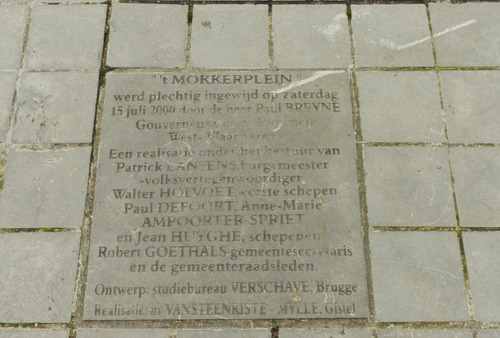 "'t MOKKERPLEIN"
werd plechtig ingewijd op zaterdag
15 juli 2000 door de heer Paul BREYNE
Gouverneur van de Provincie
West-Vlaanderen
Een realisatie onder het bestuur van
Patrick LANSENS, burgemeester
-volksvertegenwoordiger
Walter HOLVOET, eerste schepen
Paul DEFOORT, Anne-Marie
AMPOORTER-SPRIET
en Jean HUYGHE, schepenen
Robert GOETHALS gemeentesecretaris
en de gemeenteraadsleden.
Ontwerp: studiebureau VERSCHAVE, Brugge
Realisatie: nv VANSTEENKISTE - MYLLE, Gistel